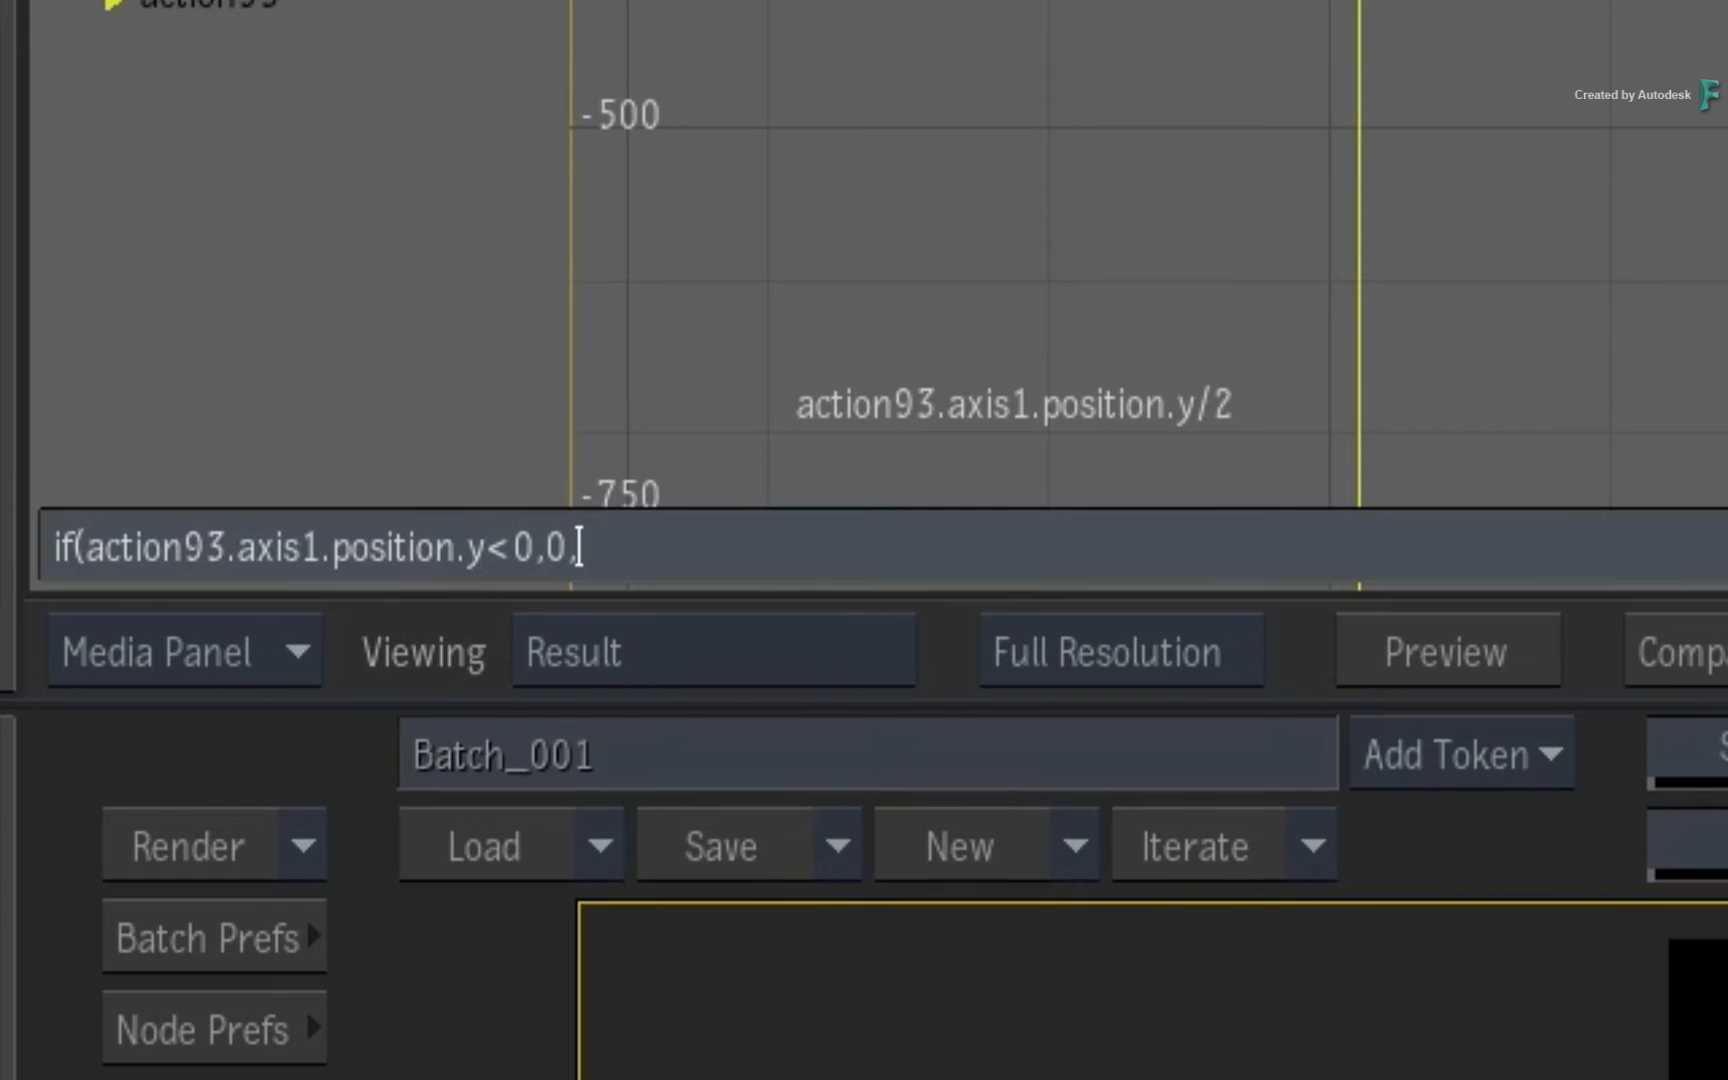 Created by Autodesk
-500
action93.axis1.position.y/2
-750
if(action93.axis1.position.y<0,0,
Media Panel
Viewing
Result
Full Resolution
Preview
Batch_001
Add Token
Render
Load
Save
New
Iterate
Batch Prefs
Node Prefs